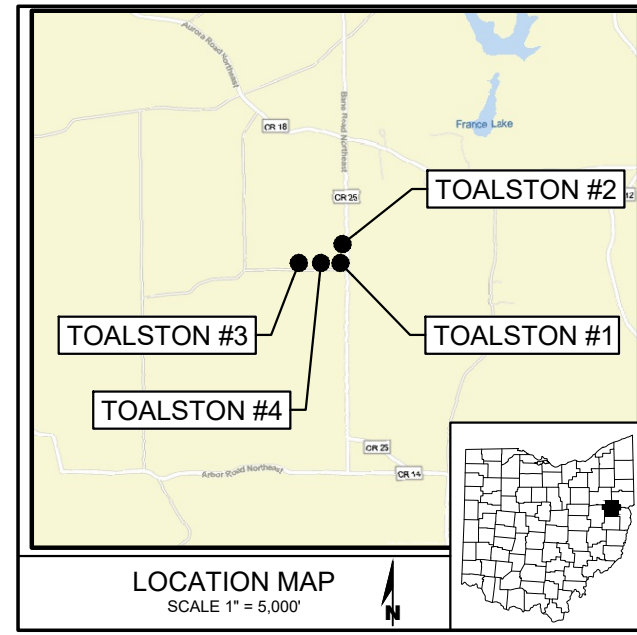 Aurora Road Northeast
Bane Road Northeast
CR 18
France Lake
CR 25
TOALSTON #2
TOALSTON #3
TOALSTON #1
TOALSTON #4
CR 25
Arbor Road Northeast
CR 14
LOCATION MAP
SCALE 1" = 5,000'
N